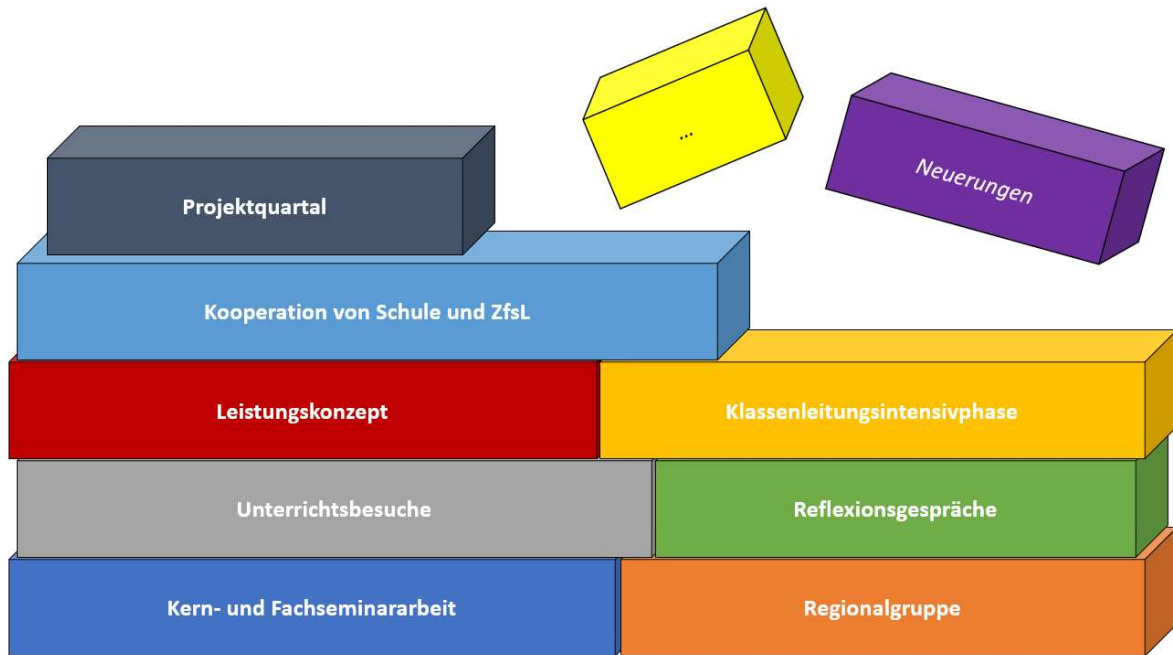 ...
Neuerungen
Projektquartal
Kooperation von Schule und ZfsL
Leistungskonzept
Klassenleitungsintensivphase
Unterrichtsbesuche
Reflexionsgespräche
Kern- und Fachseminararbeit
Regionalgruppe